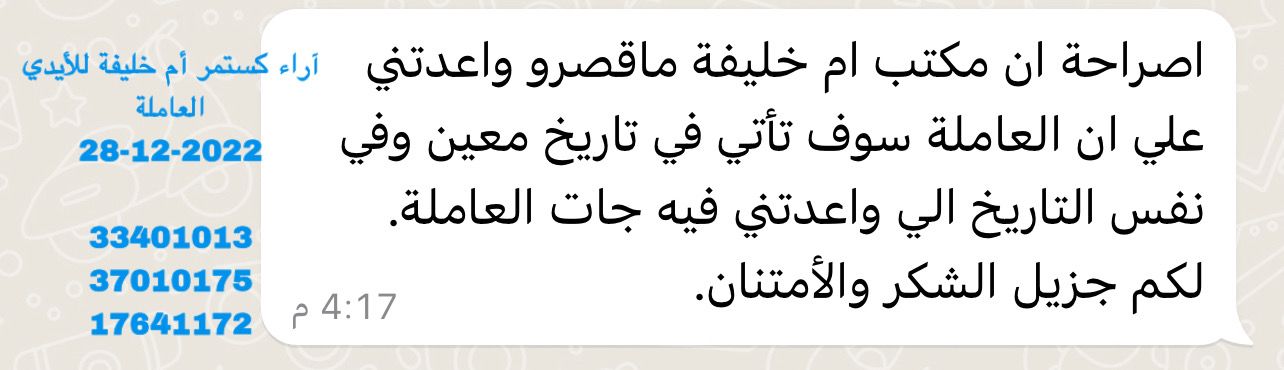 آراء كستمر أم خليفة للأيدي
العاملة
28-12-2022
33401013
37010175
17641172
اصراحة ان مكتب ام خليفة ماقصرو واعدتني
علي ان العاملة سوف تأتي في تاريخ معين وفي
نفس التاريخ الي واعدتني فيه جات العاملة.
لكم جزيل الشكر والأمتنان.
4:17 م